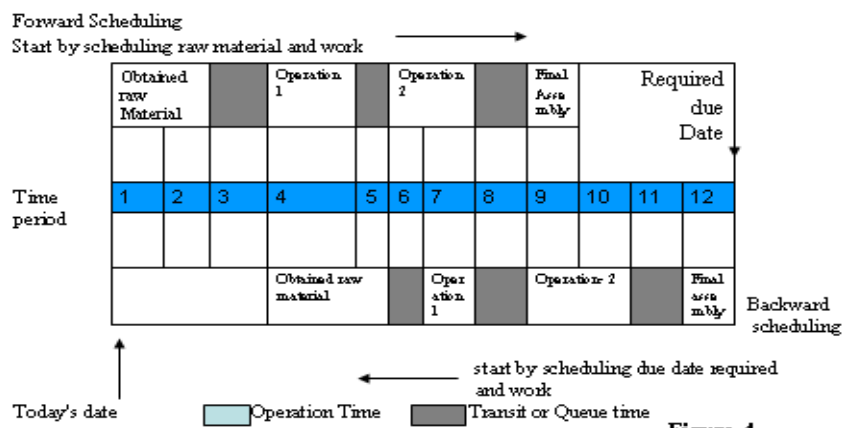 Forward Scheduling
Start by scheduling raw material and work
Obtained
raw
Material
Operation
1
Operation
2
Final
Asse
mbly
Required
due
Date
Time
period
1 2 3 4 5 6 7 8 9 10 11 12
Obtained raw
material
Oper
ation
1
Operation- 2
Final
asse
mbly
Backward
scheduling
start by scheduling due date required
and work
Today's date
Operation Time
Transit or Queue time